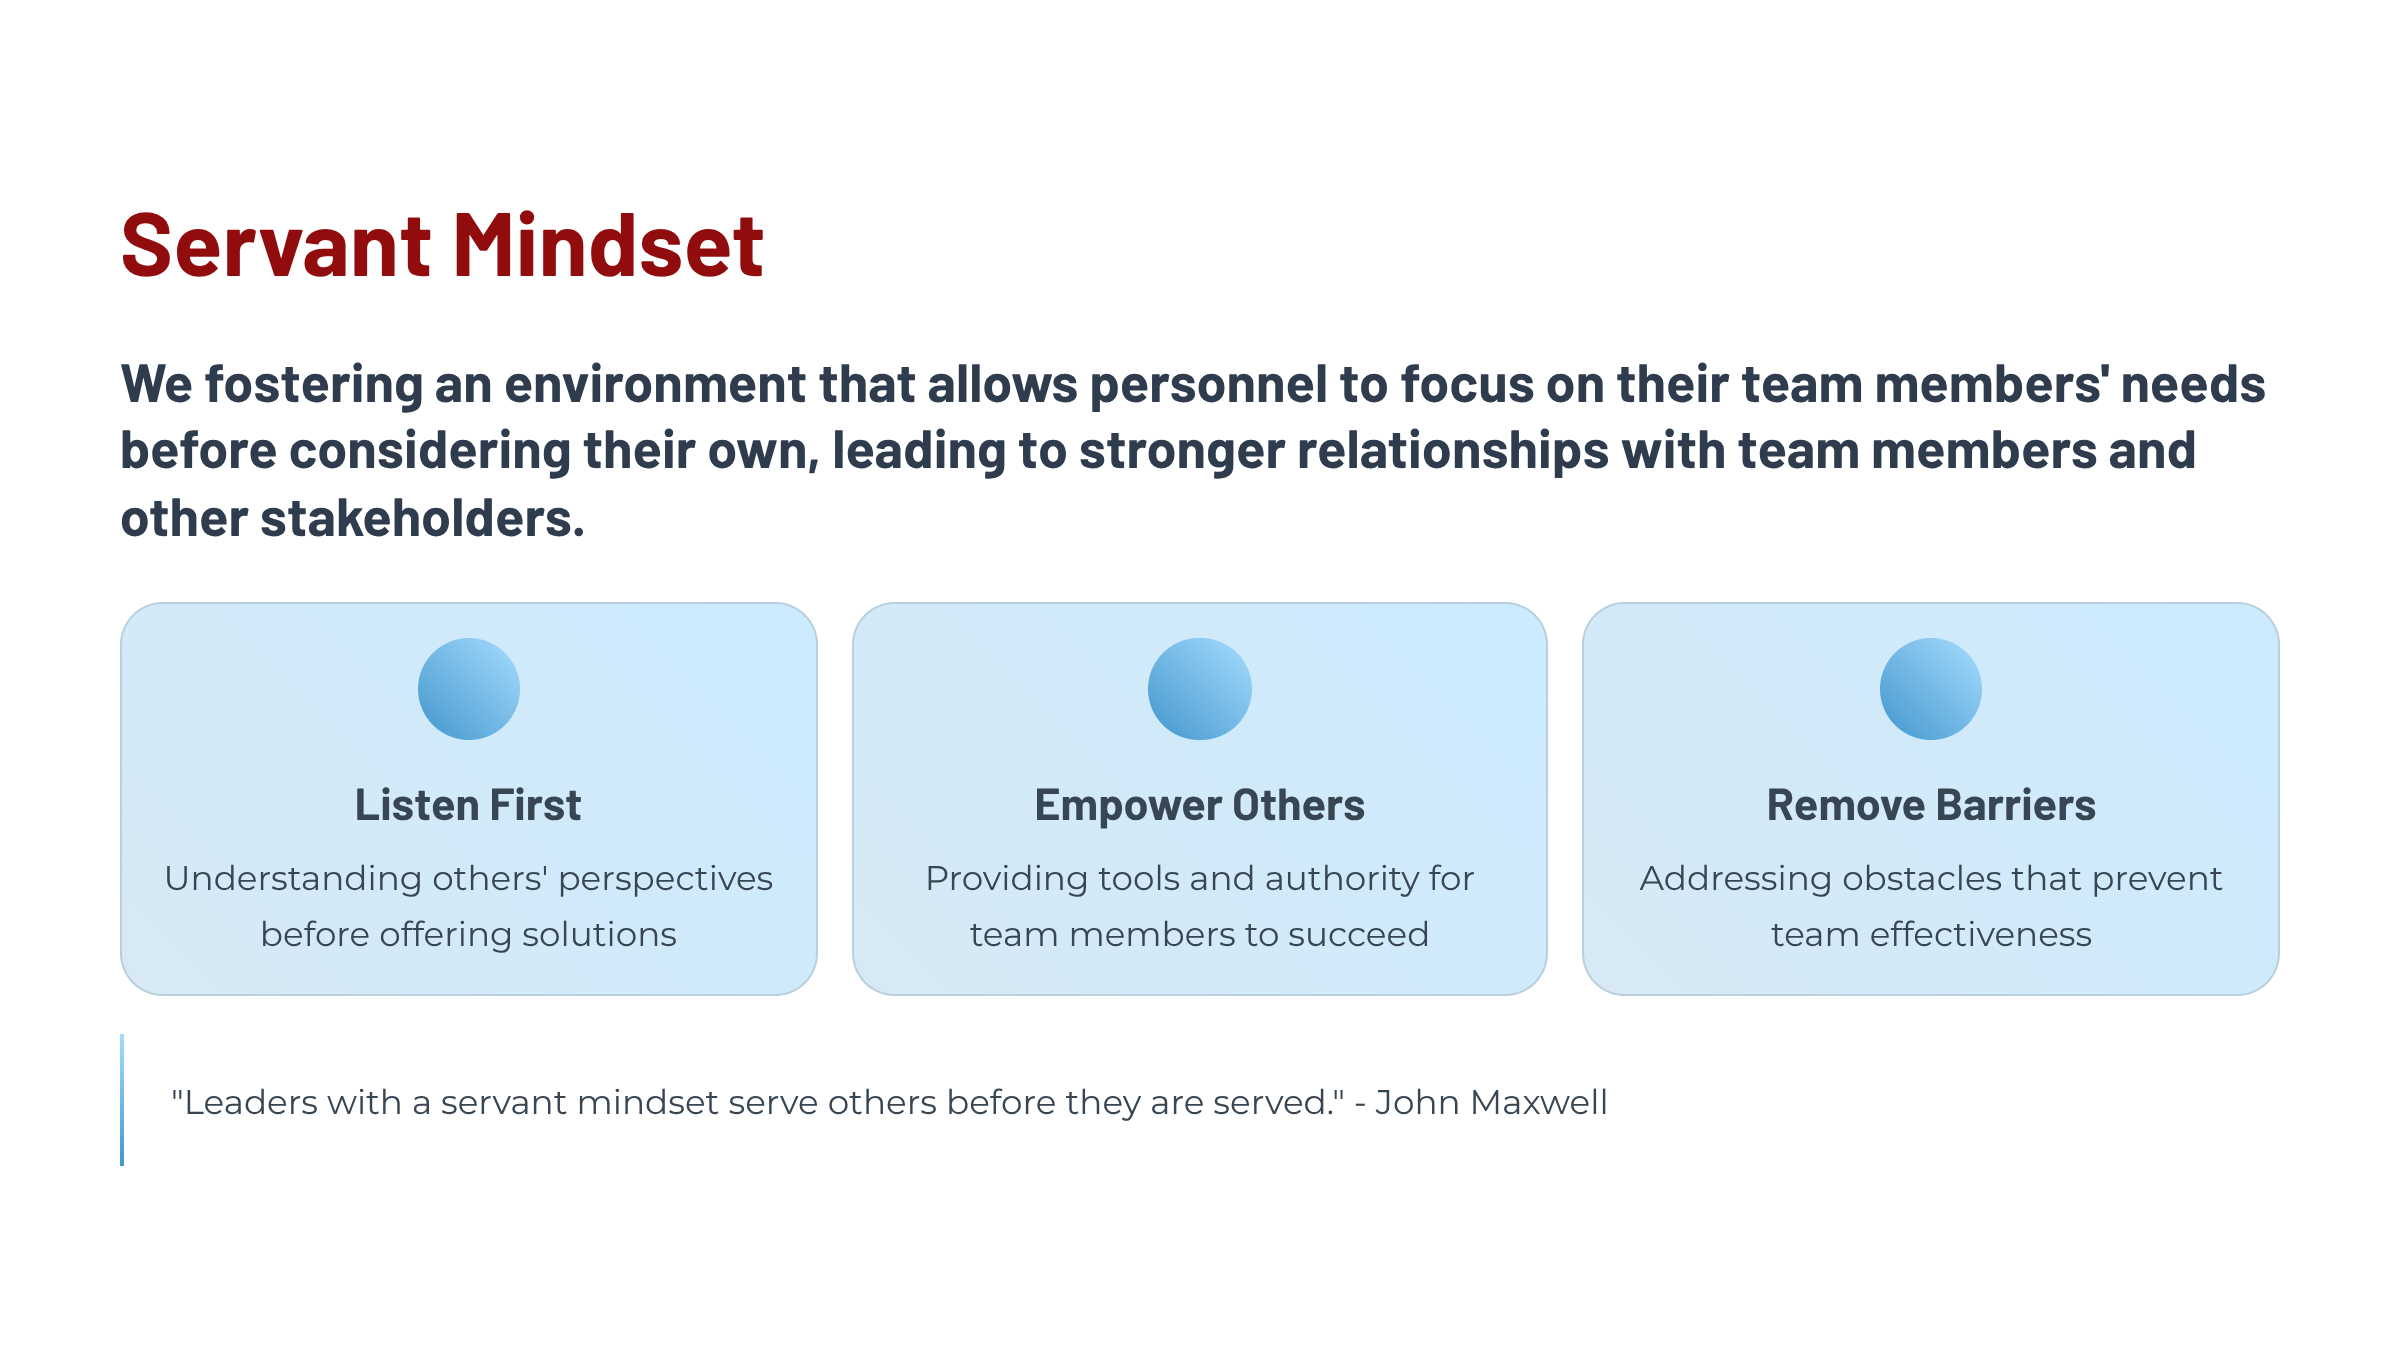 Servant Mindset
We fostering an environment that allows personnel to focus on their team members' needs
before considering their own, leading to stronger relationships with team members and
other stakeholders.
Listen First
Understanding others' perspectives
before offering solutions
Empower Others
Providing tools and authority for
team members to succeed
Remove Barriers
Addressing obstacles that prevent
team effectiveness
"Leaders with a servant mindset serve others before they are served." - John Maxwell